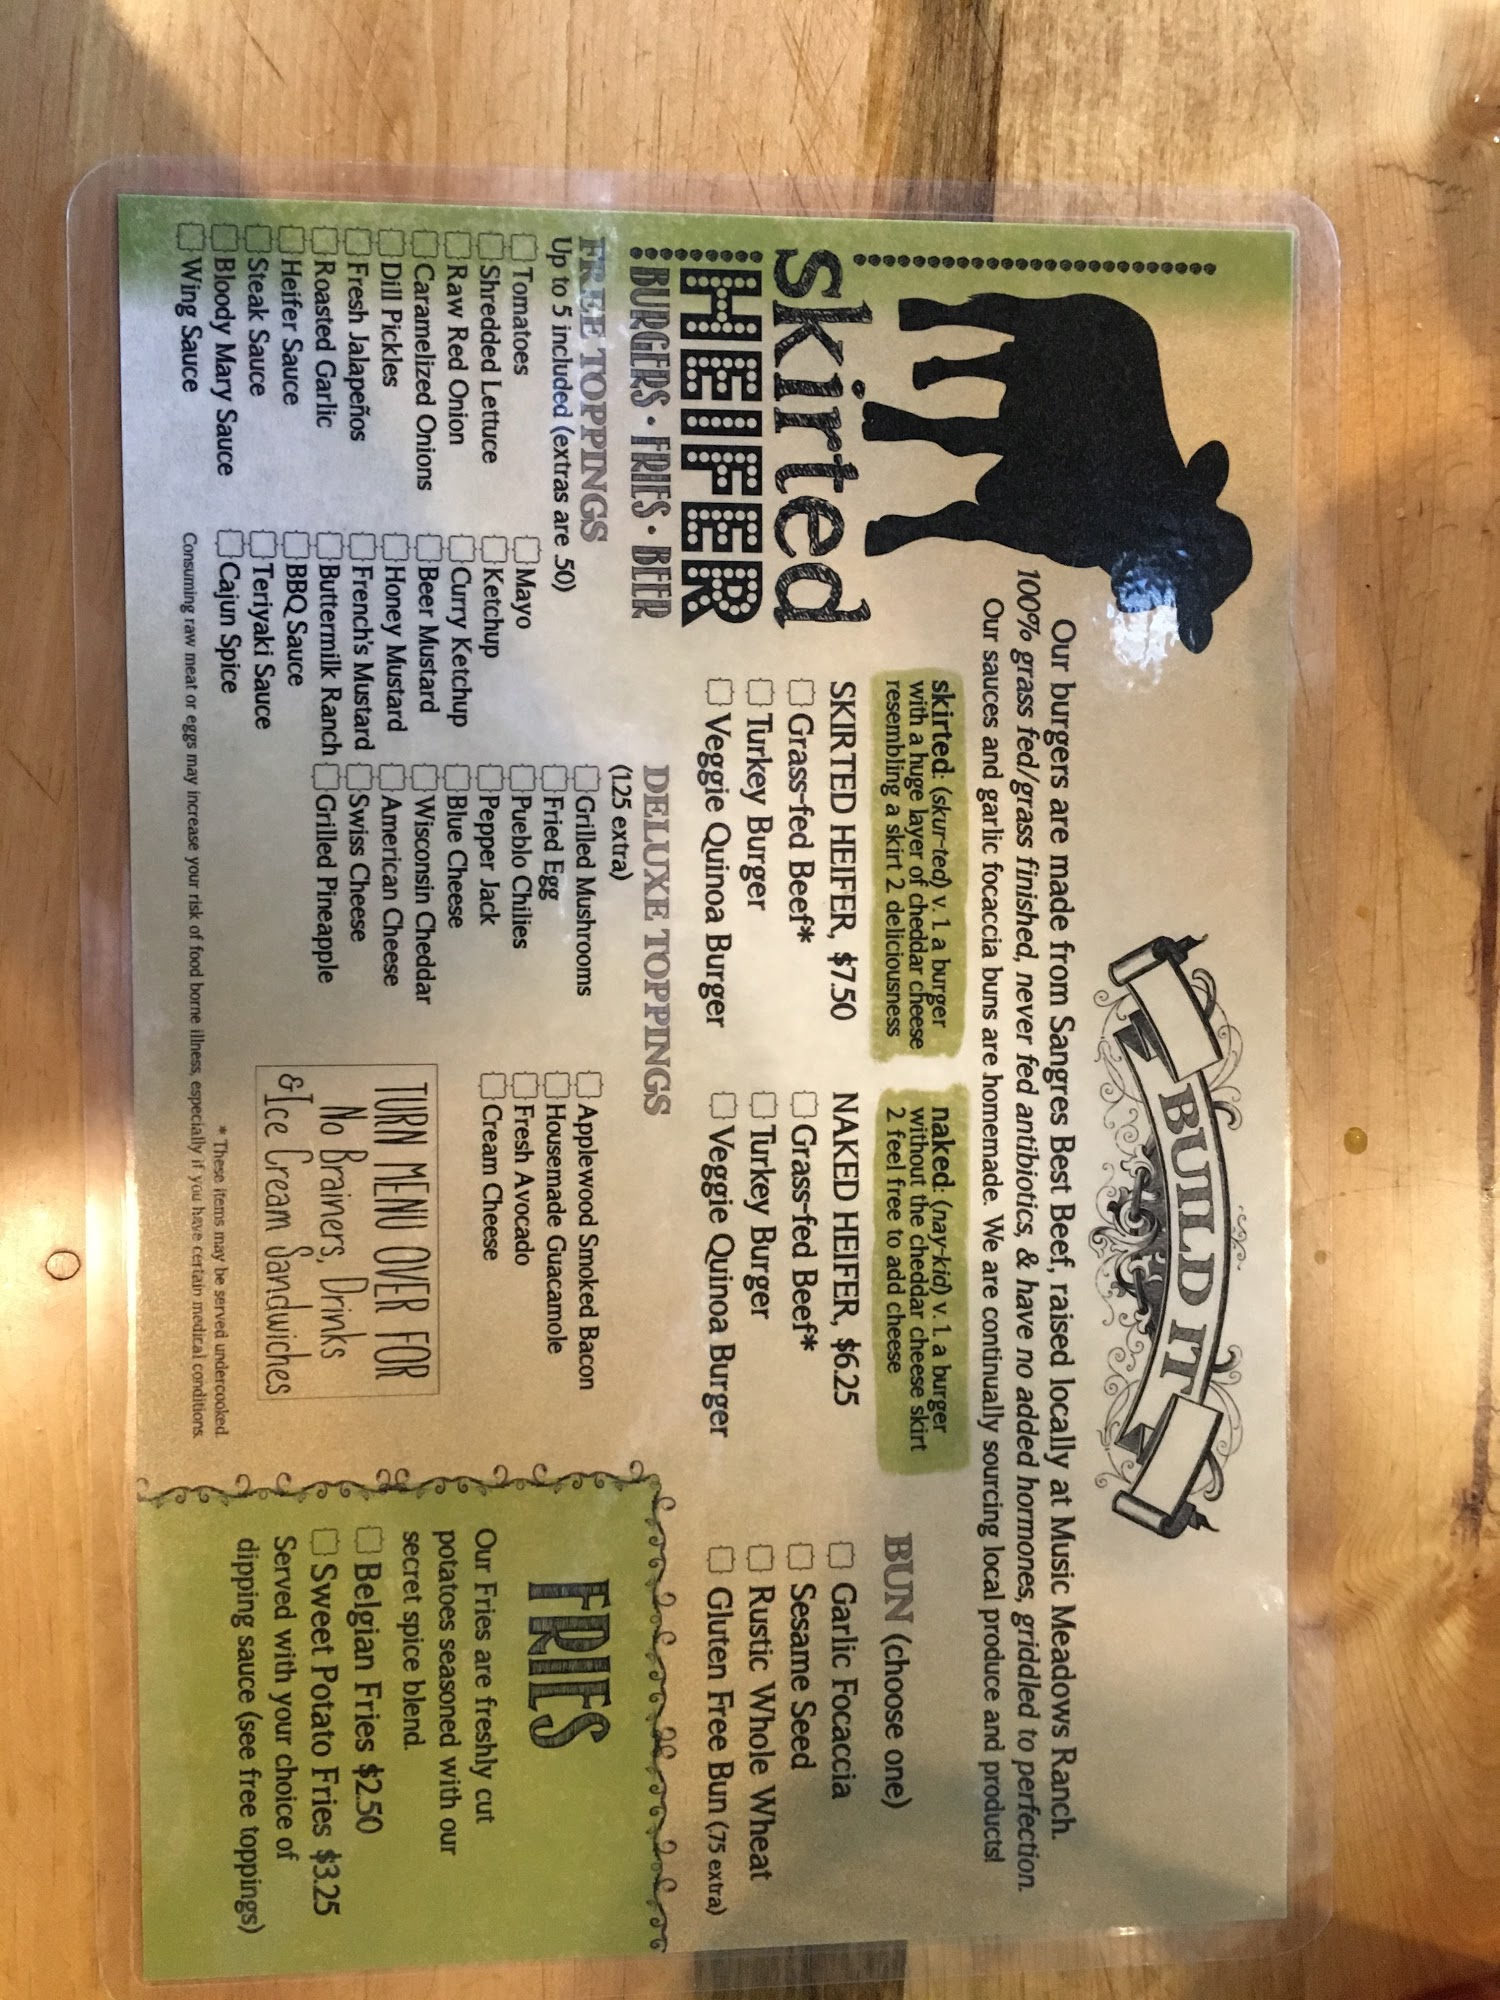 BUILD IT
Our burgers are made from Sangres Best Beef, raised locally at Music Meadows Ranch.
100% grass fed/grass finished, never fed antibiotics, & have no added hormones, griddled to perfection.
Our sauces and garlic focaccia buns are homemade. We are continually sourcing local produce and products!
skirted
HEIFER
BURGERS • FRIES • BEER
skirted: (skur-ted) v. 1. a burger
with a huge layer of cheddar cheese
resembling a skirt 2. deliciousness
SKIRTED HEIFER, $7.50
Grass-fed Beef*
Turkey Burger
Veggie Quinoa Burger
naked: (nay-kid) v. 1. a burger
without the cheddar cheese skirt
2. feel free to add cheese
NAKED HEIFER, $6.25
Grass-fed Beef*
Turkey Burger
Veggie Quinoa Burger
BUN (choose one)
Garlic Focaccia
Sesame Seed
Rustic Whole Wheat
Gluten Free Bun (.75 extra)
FREE TOPPINGS
Up to 5 included (extras are .50)
Tomatoes
Shredded Lettuce
Raw Red Onion
Caramelized Onions
Dill Pickles
Fresh Jalapeños
Roasted Garlic
Heifer Sauce
Steak Sauce
Bloody Mary Sauce
Wing Sauce
Mayo
Ketchup
Curry Ketchup
Beer Mustard
Honey Mustard
French's Mustard
Buttermilk Ranch
BBQ Sauce
Teriyaki Sauce
Cajun Spice
DELUXE TOPPINGS
(1.25 extra)
Grilled Mushrooms
Fried Egg
Pueblo Chilies
Pepper Jack
Blue Cheese
Wisconsin Cheddar
American Cheese
Swiss Cheese
Grilled Pineapple
Applewood Smoked Bacon
Housemade Guacamole
Fresh Avocado
Cream Cheese
TURN MENU OVER FOR
No Brainers, Drinks
& Ice Cream Sandwiches
* These items may be served undercooked.
Consuming raw meat or eggs may increase your risk of food borne illness, especially if you have certain medical conditions.
FRIES
Our Fries are freshly cut
potatoes seasoned with our
secret spice blend.
Belgian Fries $2.50
Sweet Potato Fries $3.25
Served with your choice of
dipping sauce (see free toppings)